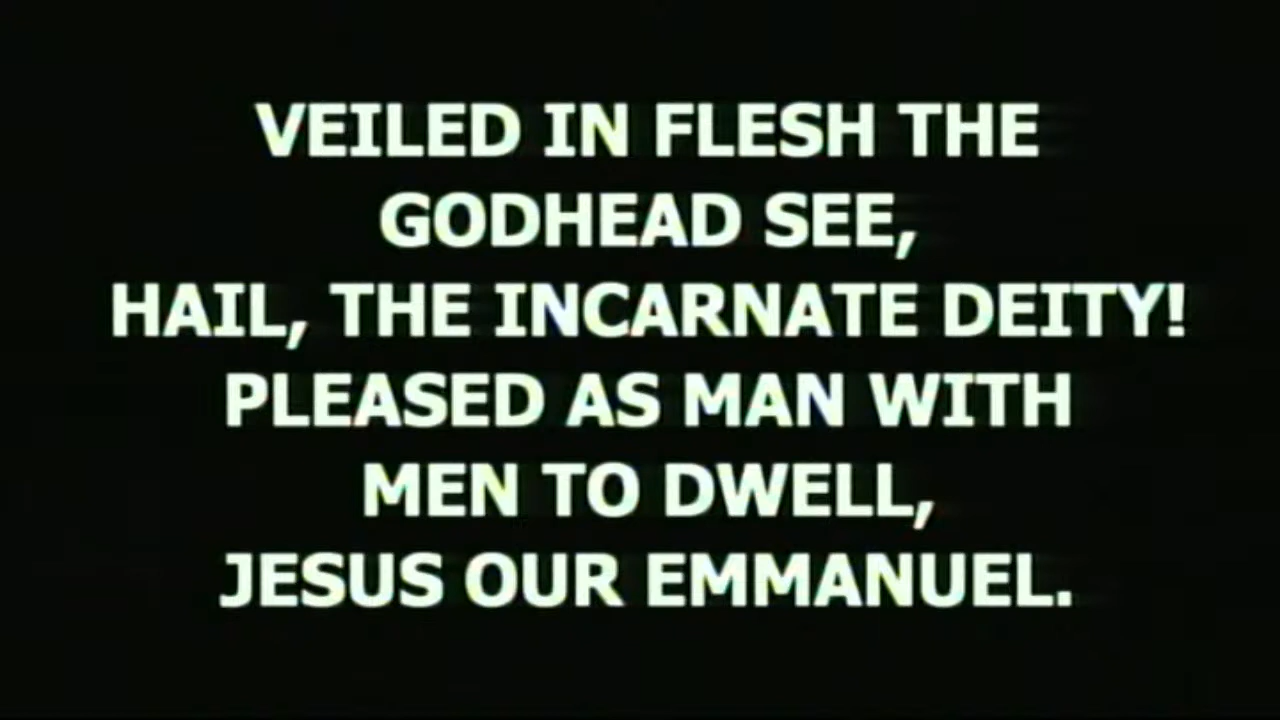 VEILED IN FLESH THE
GODHEAD SEE,
HAIL, THE INCARNATE DEITY!
PLEASED AS MAN WITH
MEN TO DWELL,
JESUS OUR EMMANUEL.